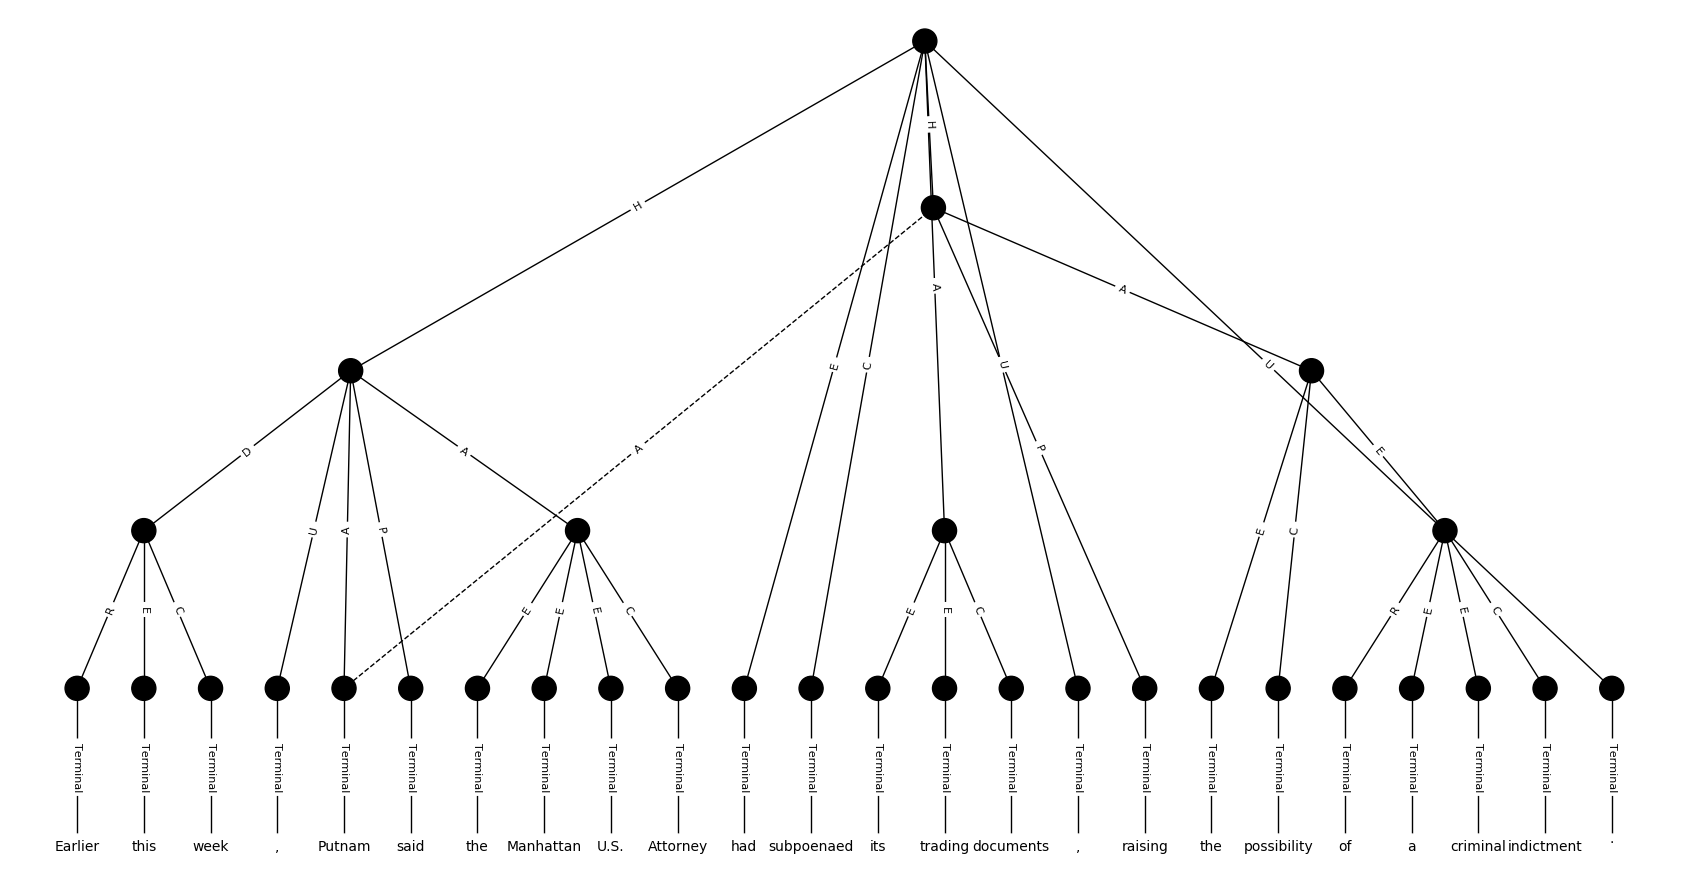 H
H
A
A
E
C
U
U
D
A
A
P
U
A
P
E
E
C
R
E
C
E
E
E
C
E
E
C
R
E
E
C
Terminal Terminal Terminal Terminal Terminal Terminal Terminal Terminal Terminal Terminal Terminal Terminal Terminal Terminal Terminal Terminal Terminal Terminal Terminal Terminal Terminal Terminal Terminal Terminal
Earlier this week , Putnam said the Manhattan U.S. Attorney had subpoenaed its trading documents , raising the possibility of a criminal indictment .